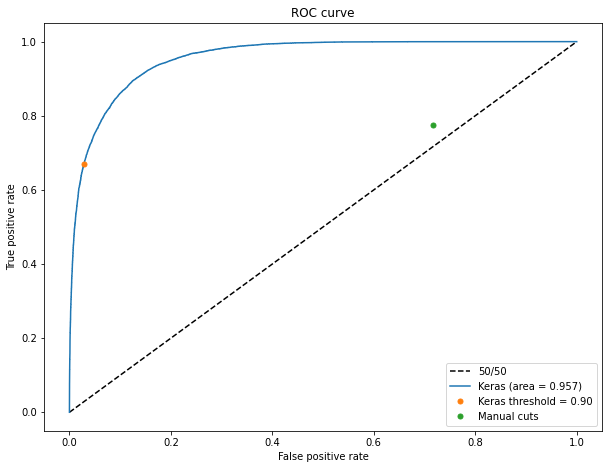 ROC curve
True positive rate
1.0
0.8
0.6
0.4
0.2
0.0
0.0 0.2 0.4 0.6 0.8 1.0
False positive rate
50/50
Keras (area = 0.957)
Keras threshold = 0.90
Manual cuts